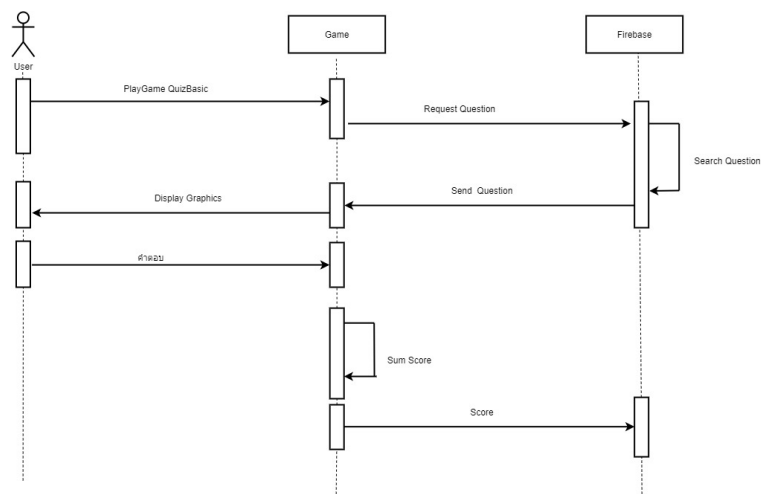 Game
Firebase
User
PlayGame QuizBasic
Request Question
Search Question
Send Question
Display Graphics
คำตอบ
Sum Score
Score